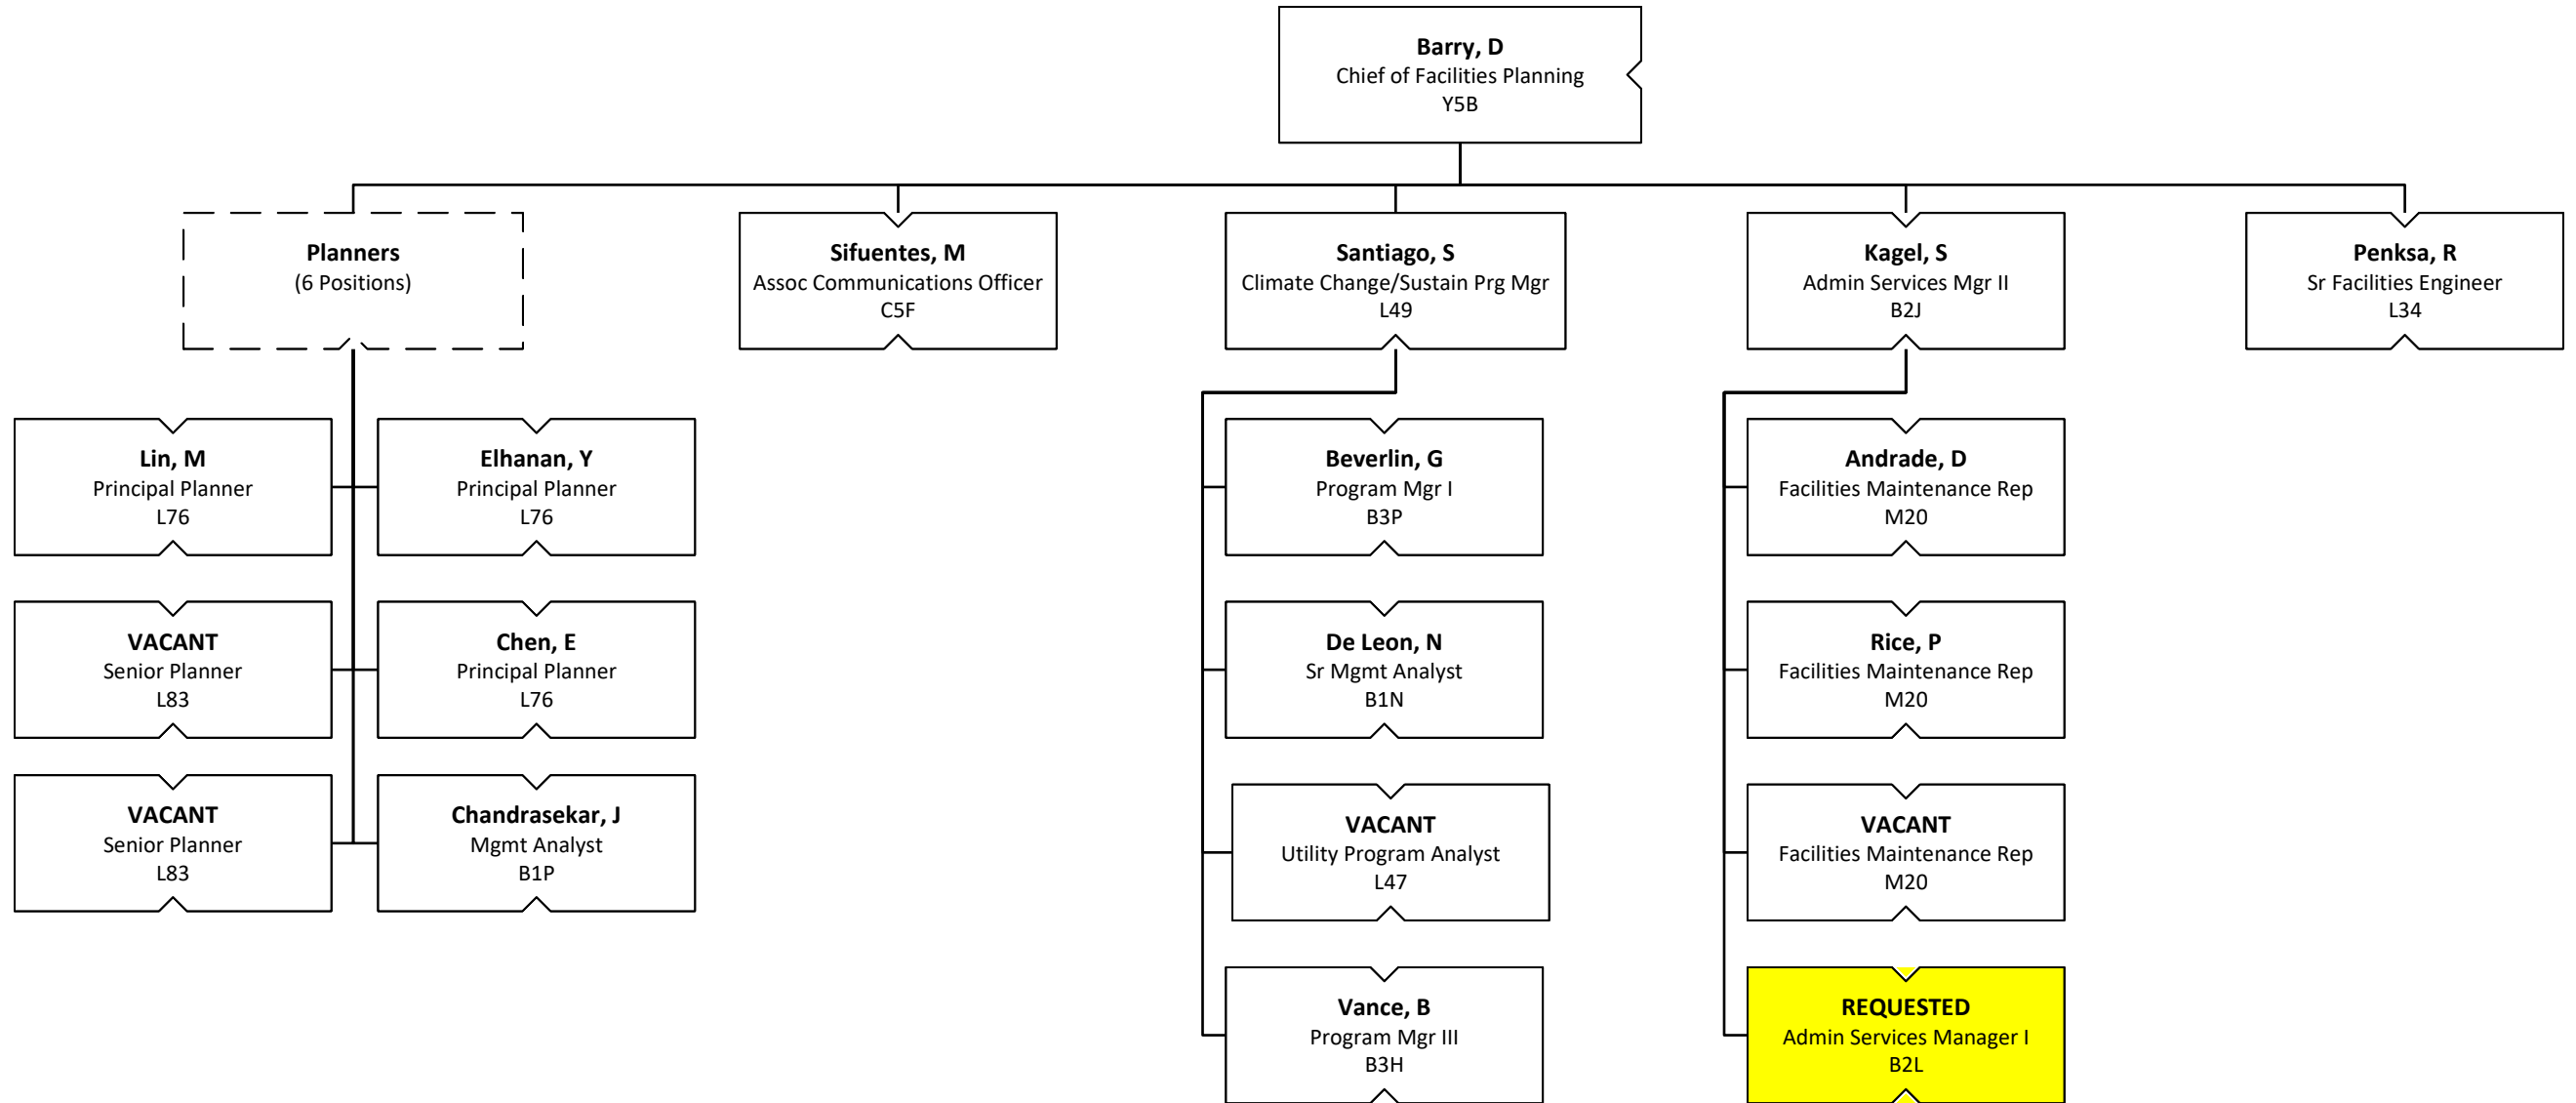 Barry, D
Chief of Facilities Planning
Y5B
Planners
(6 Positions)
Sifuentes, M
Assoc Communications Officer
C5F
Santiago, S
Climate Change/Sustain Prg Mgr
L49
Kagel, S
Admin Services Mgr II
B2J
Penksa, R
Sr Facilities Engineer
L34
Lin, M
Principal Planner
L76
Elhanan, Y
Principal Planner
L76
Beverlin, G
Program Mgr I
B3P
Andrade, D
Facilities Maintenance Rep
M20
VACANT
Senior Planner
L83
Chen, E
Principal Planner
L76
De Leon, N
Sr Mgmt Analyst
B1N
Rice, P
Facilities Maintenance Rep
M20
VACANT
Senior Planner
L83
Chandrasekar, J
Mgmt Analyst
B1P
VACANT
Utility Program Analyst
L47
VACANT
Facilities Maintenance Rep
M20
Vance, B
Program Mgr III
B3H
REQUESTED
Admin Services Manager I
B2L